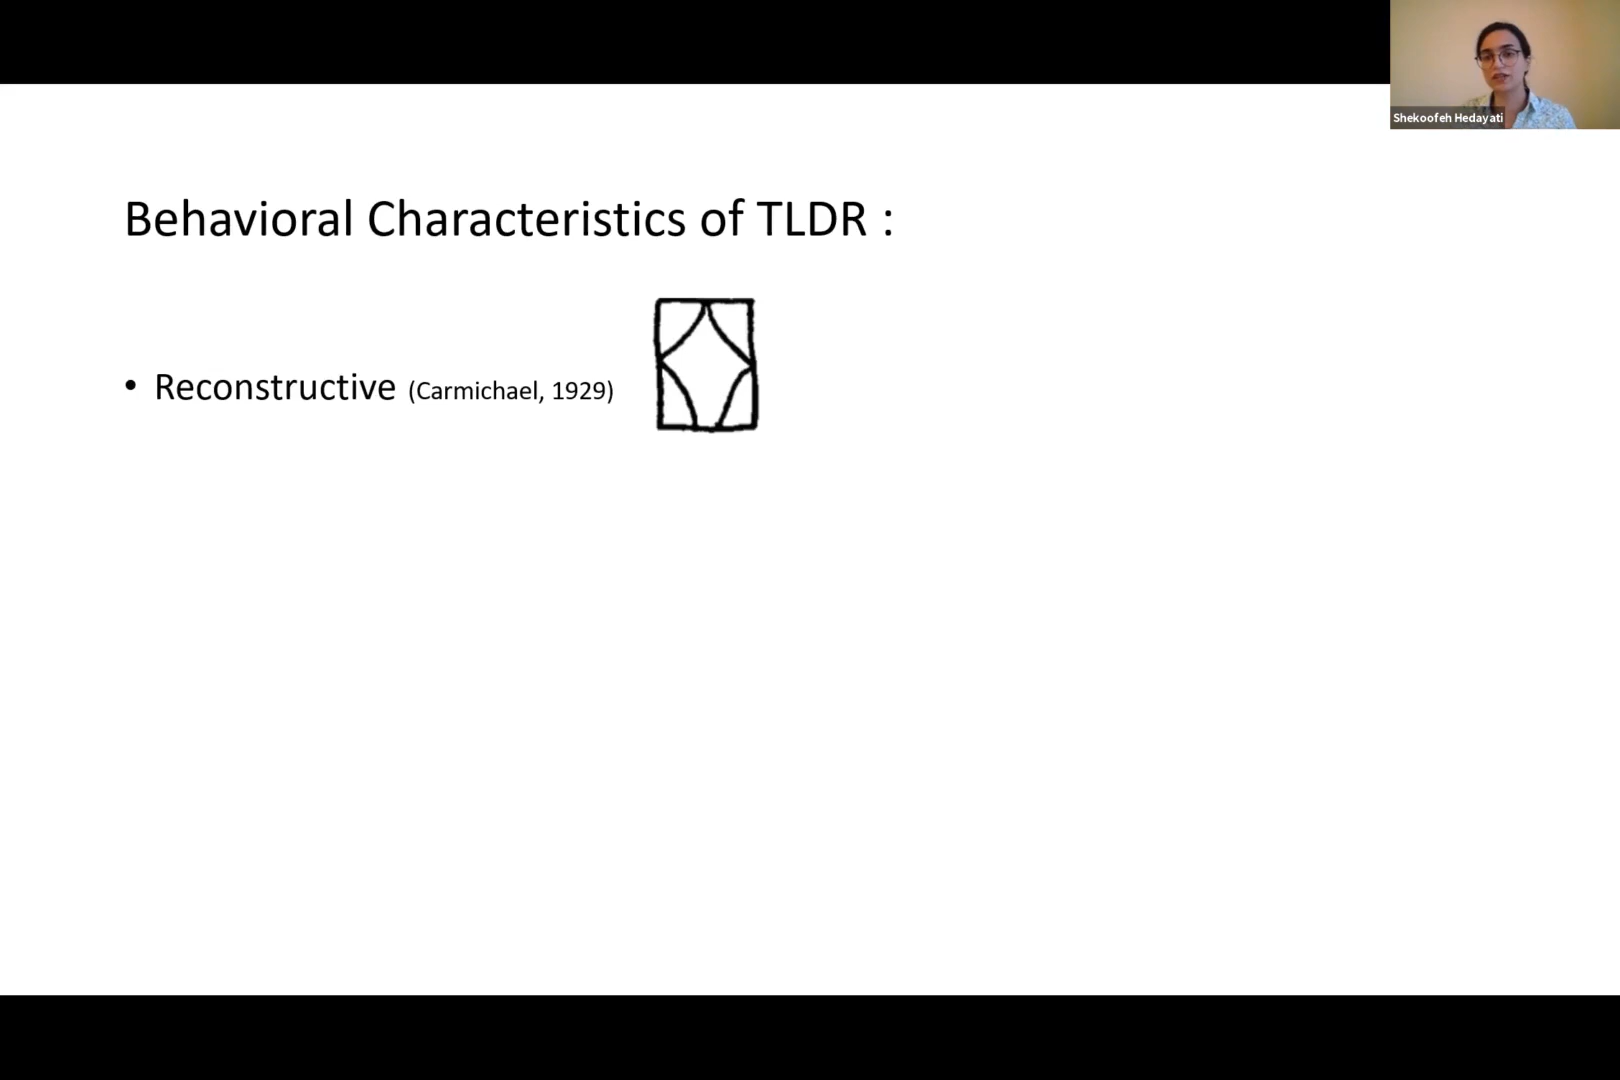 Shekoofeh Hedayati
Behavioral Characteristics of TLDR :
• Reconstructive (Carmichael, 1929)